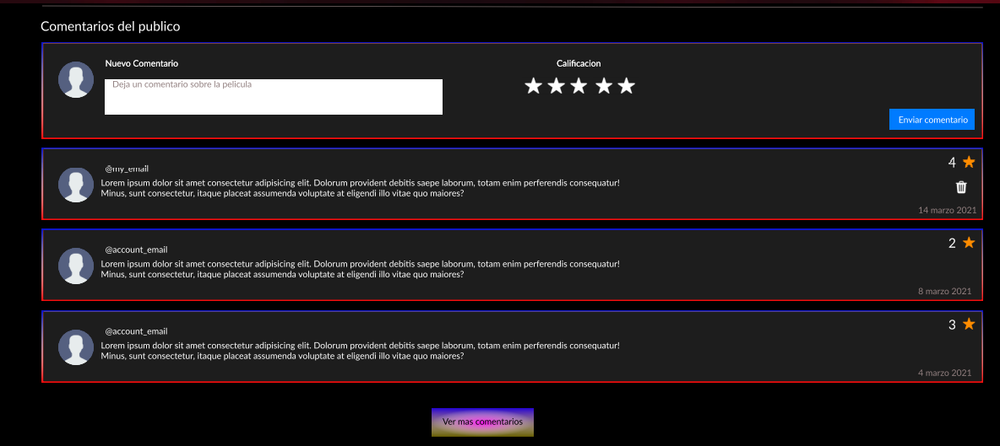 Comentarios del publico
Nuevo Comentario
Calificacion
Deja un comentario sobre la pelicula
Enviar comentario
@my_email
4
Lorem ipsum dolor sit amet consectetur adipisicing elit. Dolorum provident debitis saepe laborum, totam enim perferendis consequatur!
Minus, sunt consectetur, itaque placeat assumenda voluptate at eligendi illo vitae quo maiores?
14 marzo 2021
@account_email
2
Lorem ipsum dolor sit amet consectetur adipisicing elit. Dolorum provident debitis saepe laborum, totam enim perferendis consequatur!
Minus, sunt consectetur, itaque placeat assumenda voluptate at eligendi illo vitae quo maiores?
8 marzo 2021
@account_email
3
Lorem ipsum dolor sit amet consectetur adipisicing elit. Dolorum provident debitis saepe laborum, totam enim perferendis consequatur!
Minus, sunt consectetur, itaque placeat assumenda voluptate at eligendi illo vitae quo maiores?
4 marzo 2021
Ver mas comentarios